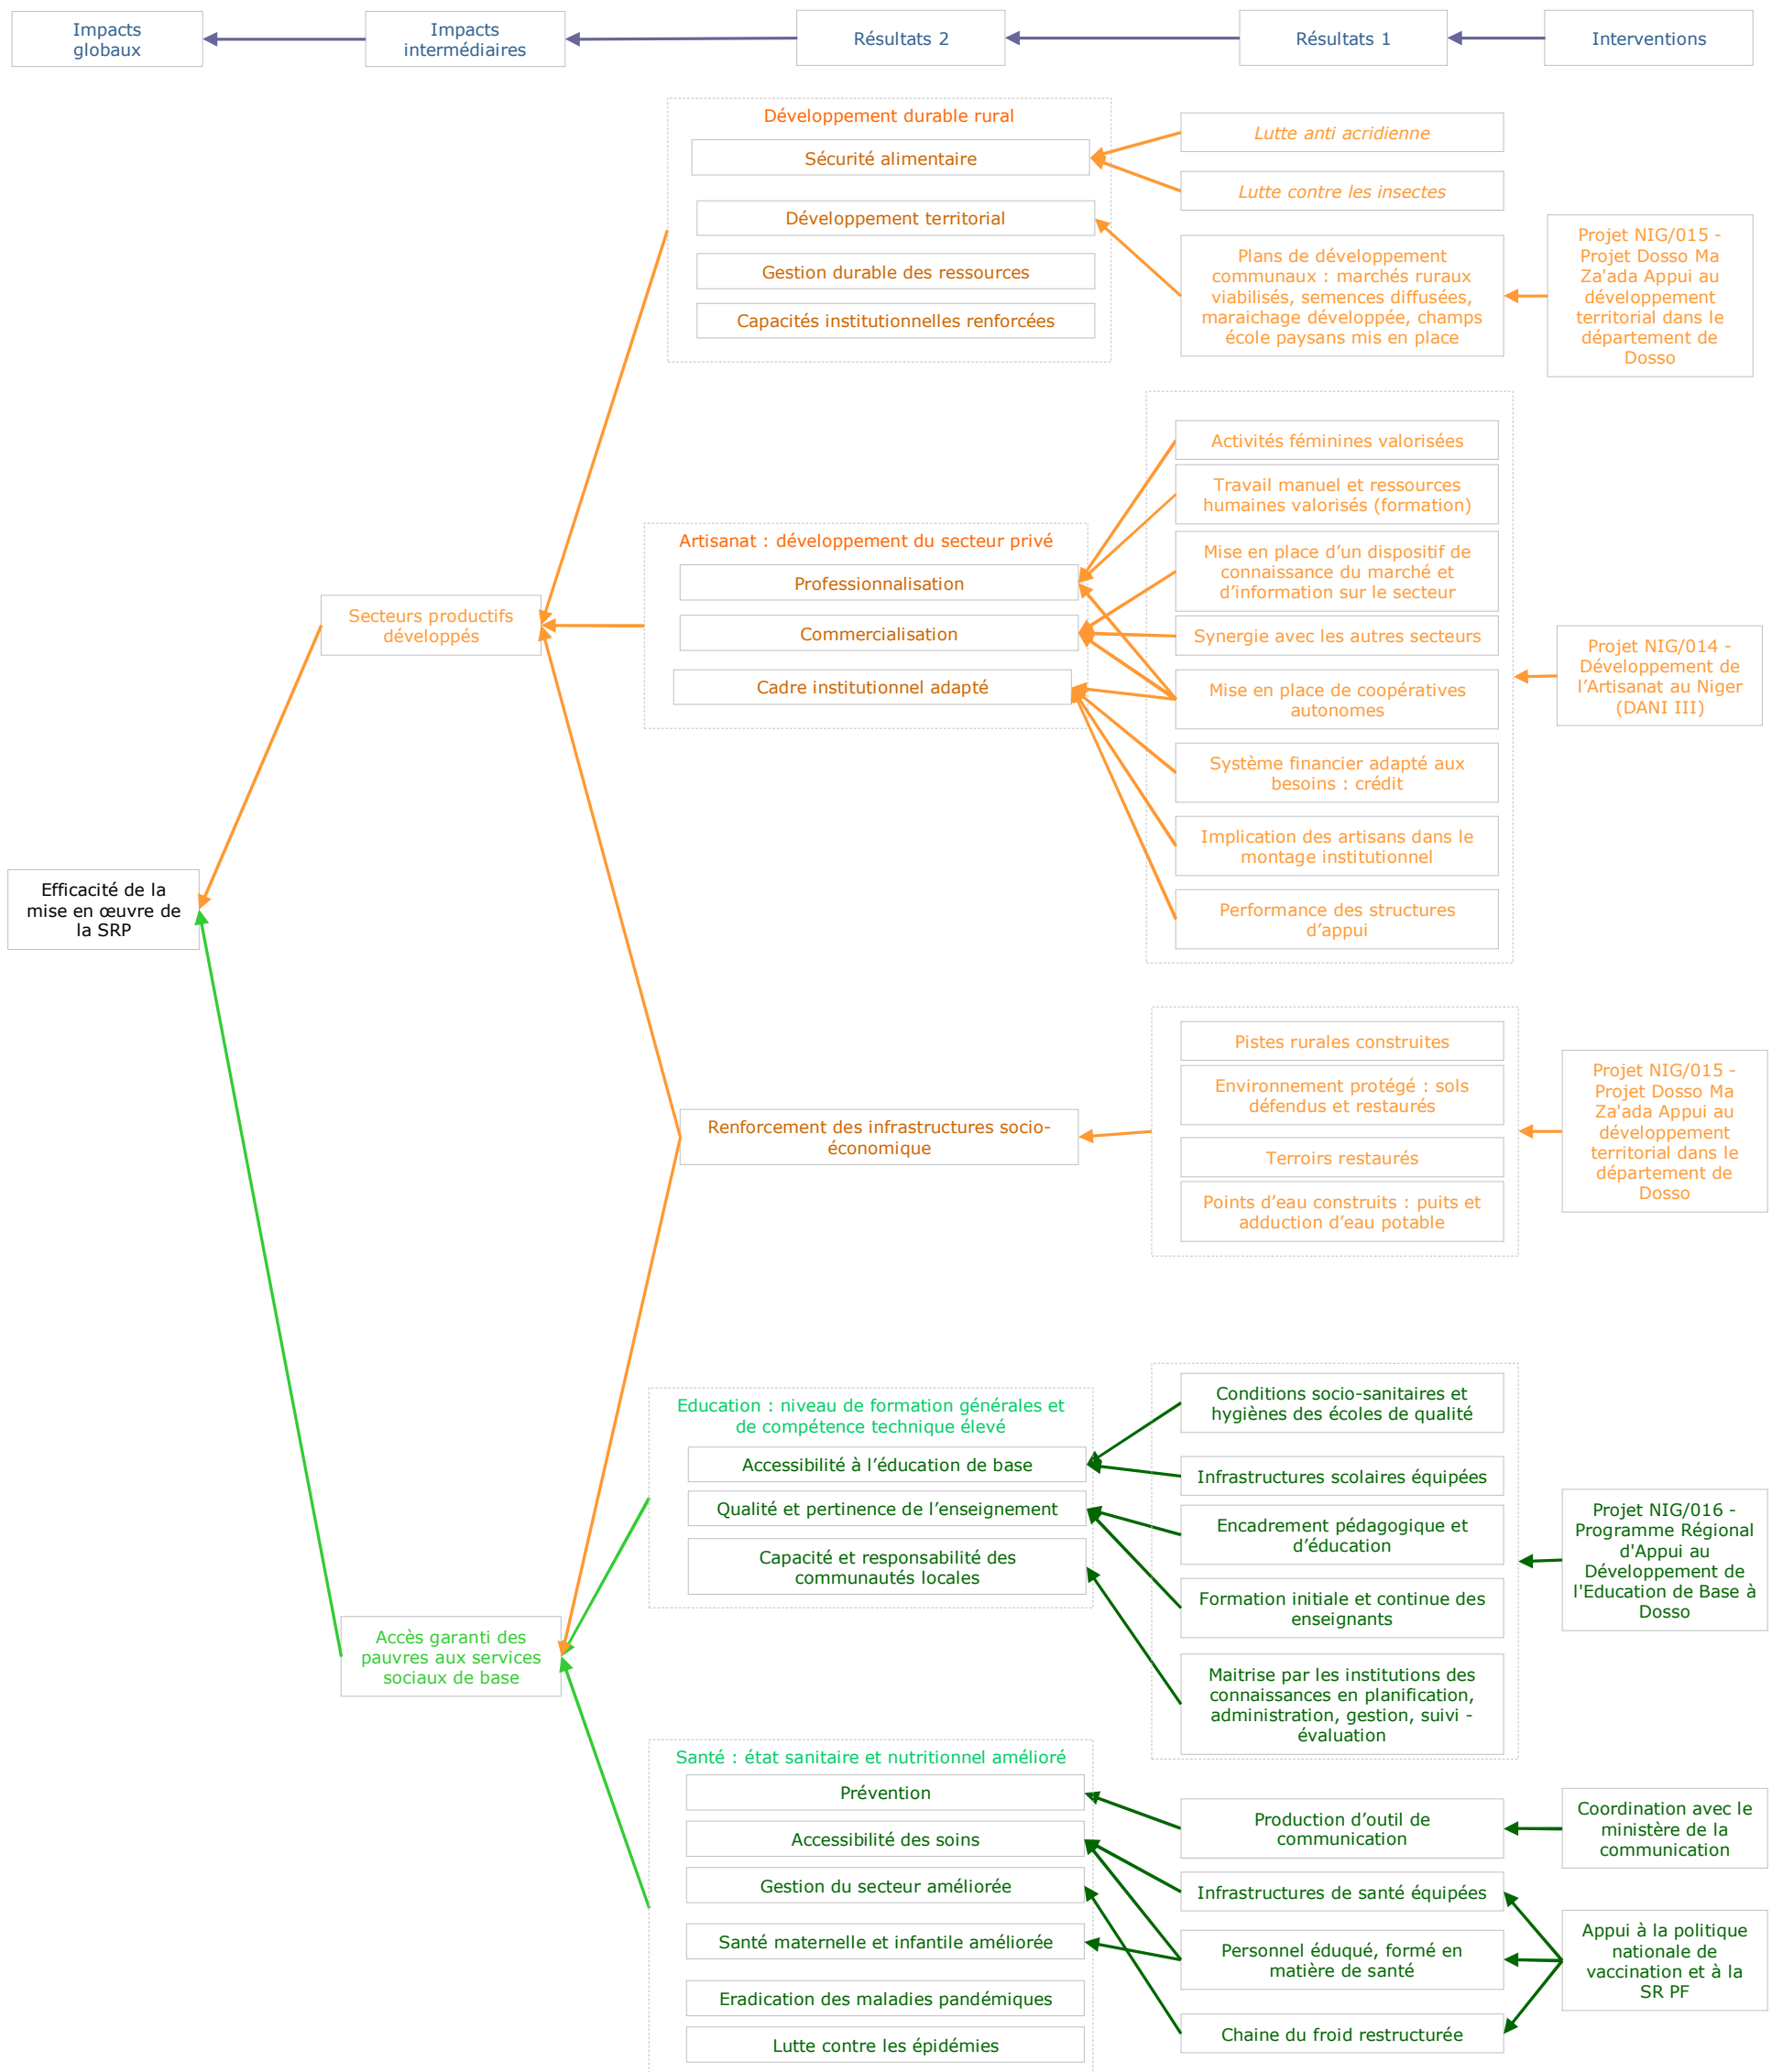 Impacts
globaux
Impacts
intermédiaires
Résultats 2
Résultats 1
Interventions
Développement durable rural
Sécurité alimentaire
Développement territorial
Gestion durable des ressources
Capacités institutionnelles renforcées
Lutte anti acridienne
Lutte contre les insectes
Plans de développement
communaux : marchés ruraux
viabilisés, semences diffusées,
maraichage développée, champs
école paysans mis en place
Projet NIG/015 -
Projet Dosso Ma
Za'ada Appui au
développement
territorial dans le
département de
Dosso
Secteurs productifs
développés
Artisanat : développement du secteur privé
Professionnalisation
Commercialisation
Cadre institutionnel adapté
Activités féminines valorisées
Travail manuel et ressources
humaines valorisés (formation)
Mise en place d’un dispositif de
connaissance du marché et
d’information sur le secteur
Synergie avec les autres secteurs
Mise en place de coopératives
autonomes
Système financier adapté aux
besoins : crédit
Implication des artisans dans le
montage institutionnel
Performance des structures
d’appui
Projet NIG/014 -
Développement de
l’Artisanat au Niger
(DANI III)
Efficacité de la
mise en œuvre de
la SRP
Renforcement des infrastructures socio-
économique
Pistes rurales construites
Environnement protégé : sols
défendus et restaurés
Terroirs restaurés
Points d’eau construits : puits et
adduction d’eau potable
Projet NIG/015 -
Projet Dosso Ma
Za'ada Appui au
développement
territorial dans le
département de
Dosso
Accès garanti des
pauvres aux services
sociaux de base
Education : niveau de formation générales et
de compétence technique élevé
Accessibilité à l’éducation de base
Qualité et pertinence de l’enseignement
Capacité et responsabilité des
communautés locales
Conditions socio-sanitaires et
hygiènes des écoles de qualité
Infrastructures scolaires équipées
Encadrement pédagogique et
d’éducation
Formation initiale et continue des
enseignants
Maitrise par les institutions des
connaissances en planification,
administration, gestion, suivi -
évaluation
Projet NIG/016 -
Programme Régional
d'Appui au
Développement de
l'Education de Base à
Dosso
Santé : état sanitaire et nutritionnel amélioré
Prévention
Accessibilité des soins
Gestion du secteur améliorée
Santé maternelle et infantile améliorée
Eradication des maladies pandémiques
Lutte contre les épidémies
Production d’outil de
communication
Infrastructures de santé équipées
Personnel éduqué, formé en
matière de santé
Chaine du froid restructurée
Coordination avec le
ministère de la
communication
Appui à la politique
nationale de
vaccination et à la
SR PF